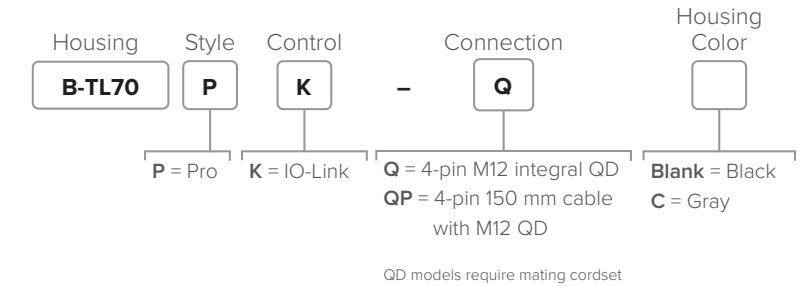 Housing Style Control Connection Housing Color
B-TL70 P K – Q
P = Pro K = IO-Link Q = 4-pin M12 integral QD Blank = Black
QP = 4-pin 150 mm cable C = Gray
with M12 QD
QD models require mating cordset